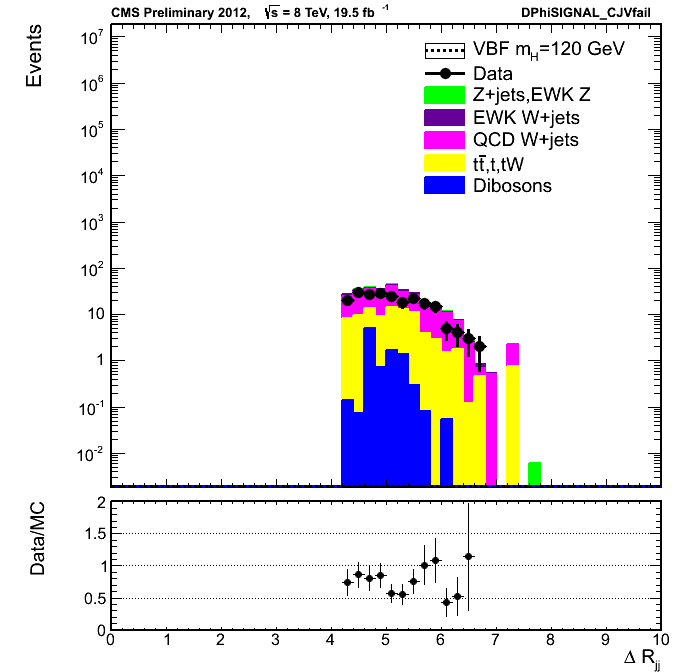 CMS Preliminary 2012, √s = 8 TeV, 19.5 fb⁻¹ DPhiSIGNAL_CJVfail
Events
10⁷
10⁶
10⁵
10⁴
10³
10²
10
1
10⁻¹
10⁻²
VBF m_H=120 GeV
Data
Z+jets,EWK Z
EWK W+jets
QCD W+jets
tt̄,t,tW
Dibosons
Data/MC
2
1.5
1
0.5
0
0 1 2 3 4 5 6 7 8 9 10
Δ R_jj